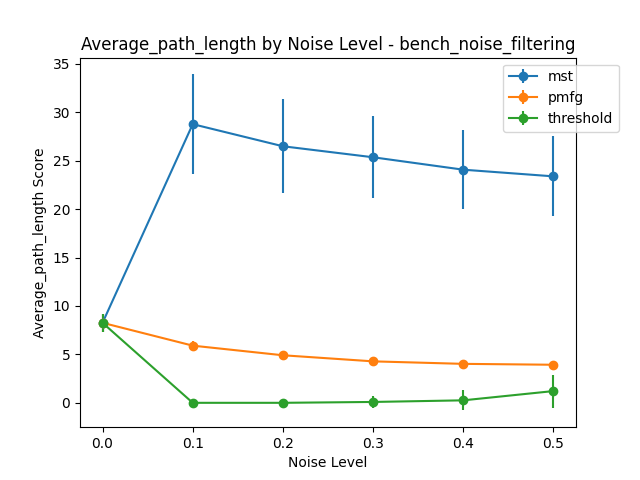 Average_path_length by Noise Level - bench_noise_filtering
mst
pmfg
threshold
Average_path_length Score
35
30
25
20
15
10
5
0
0.0 0.1 0.2 0.3 0.4 0.5
Noise Level